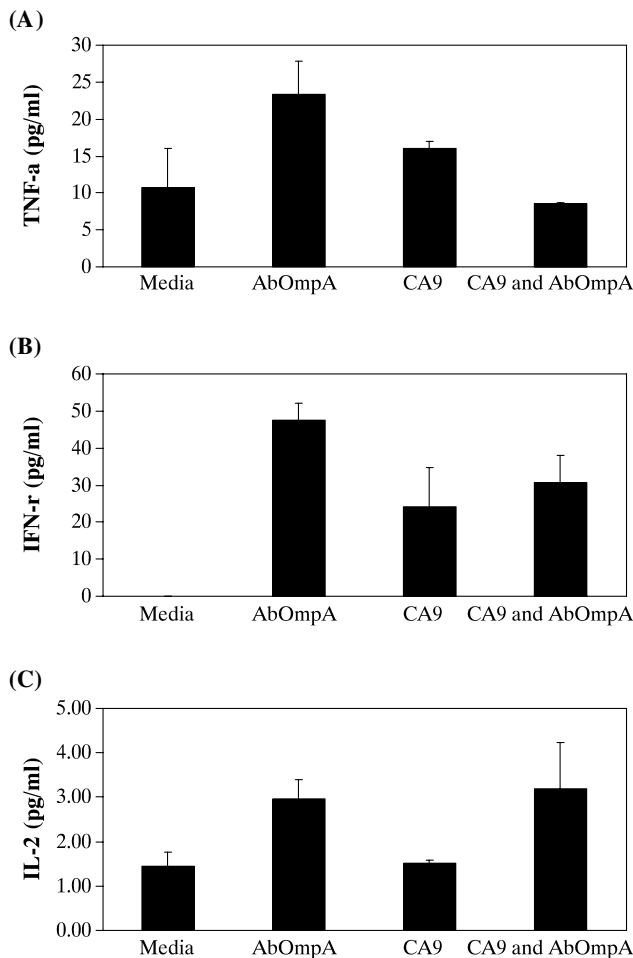 (A)
TNF-a (pg/ml)
30
25
20
15
10
5
0
Media AbOmpA CA9 CA9 and AbOmpA
(B)
IFN-r (pg/ml)
60
50
40
30
20
10
0
Media AbOmpA CA9 CA9 and AbOmpA
(C)
IL-2 (pg/ml)
5.00
4.00
3.00
2.00
1.00
0.00
Media AbOmpA CA9 CA9 and AbOmpA